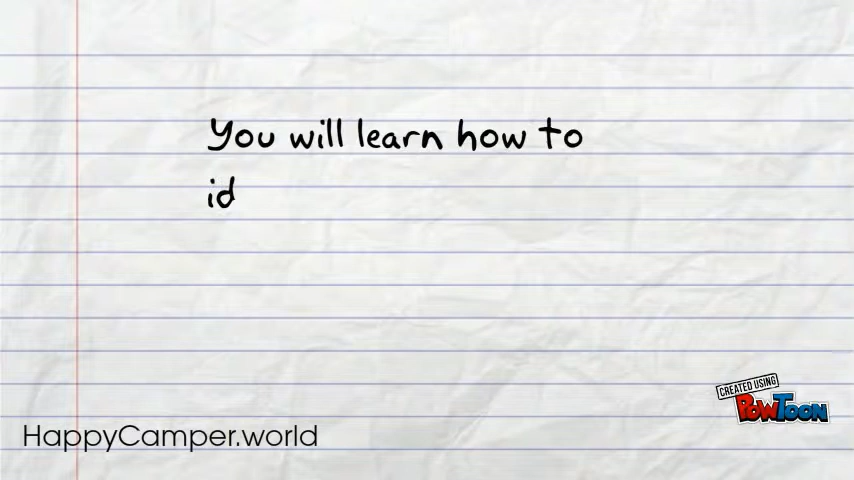 You will learn how to
id
CREATED USING
POWTOON
HappyCamper.world